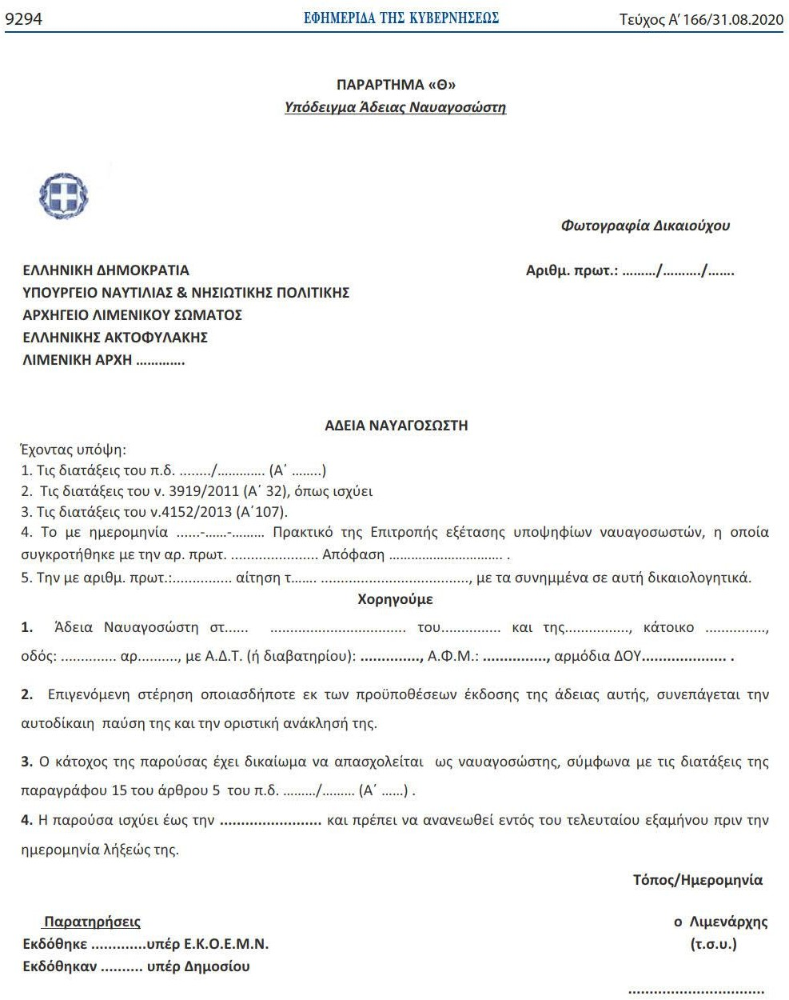 9294 ΕΦΗΜΕΡΙΔΑ ΤΗΣ ΚΥΒΕΡΝΗΣΕΩΣ Τεύχος Α’ 166/31.08.2020
ΠΑΡΑΡΤΗΜΑ «Θ»
Υπόδειγμα Άδειας Ναυαγοσώστη
Φωτογραφία Δικαιούχου
ΕΛΛΗΝΙΚΗ ΔΗΜΟΚΡΑΤΙΑ Αριθμ. πρωτ.: ………/………./…….
ΥΠΟΥΡΓΕΙΟ ΝΑΥΤΙΛΙΑΣ & ΝΗΣΙΩΤΙΚΗΣ ΠΟΛΙΤΙΚΗΣ
ΑΡΧΗΓΕΙΟ ΛΙΜΕΝΙΚΟΥ ΣΩΜΑΤΟΣ
ΕΛΛΗΝΙΚΗΣ ΑΚΤΟΦΥΛΑΚΗΣ
ΛΙΜΕΝΙΚΗ ΑΡΧΗ ………….
ΑΔΕΙΑ ΝΑΥΑΓΟΣΩΣΤΗ
Έχοντας υπόψη:
1. Τις διατάξεις του π.δ. ......../…………. (Α΄ ……..)
2. Τις διατάξεις του ν. 3919/2011 (Α΄ 32), όπως ισχύει
3. Τις διατάξεις του ν.4152/2013 (Α΄107).
4. Το με ημερομηνία ......-……-……… Πρακτικό της Επιτροπής εξέτασης υποψηφίων ναυαγοσωστών, η οποία
συγκροτήθηκε με την αρ. πρωτ. ...................... Απόφαση ………………………….. .
5. Την με αριθμ. πρωτ.:............... αίτηση τ……. ....................................., με τα συνημμένα σε αυτή δικαιολογητικά.
Χορηγούμε
1. Άδεια Ναυαγοσώστη στ...... .................................. του............... και της................, κάτοικο ...............,
οδός: .............. αρ.........., με Α.Δ.Τ. (ή διαβατηρίου): .............., Α.Φ.Μ.: ..............., αρμόδια ΔΟΥ.................... .
2. Επιγενόμενη στέρηση οποιασδήποτε εκ των προϋποθέσεων έκδοσης της άδειας αυτής, συνεπάγεται την
αυτοδίκαιη παύση της και την οριστική ανάκλησή της.
3. Ο κάτοχος της παρούσας έχει δικαίωμα να απασχολείται ως ναυαγοσώστης, σύμφωνα με τις διατάξεις της
παραγράφου 15 του άρθρου 5 του π.δ. ………/……… (Α΄ ……) .
4. Η παρούσα ισχύει έως την ........................ και πρέπει να ανανεωθεί εντός του τελευταίου εξαμήνου πριν την
ημερομηνία λήξεώς της.
Τόπος/Ημερομηνία
Παρατηρήσεις ο Λιμενάρχης
Εκδόθηκε .............υπέρ Ε.Κ.Ο.Ε.Μ.Ν. (τ.σ.υ.)
Εκδόθηκαν .......... υπέρ Δημοσίου
................................